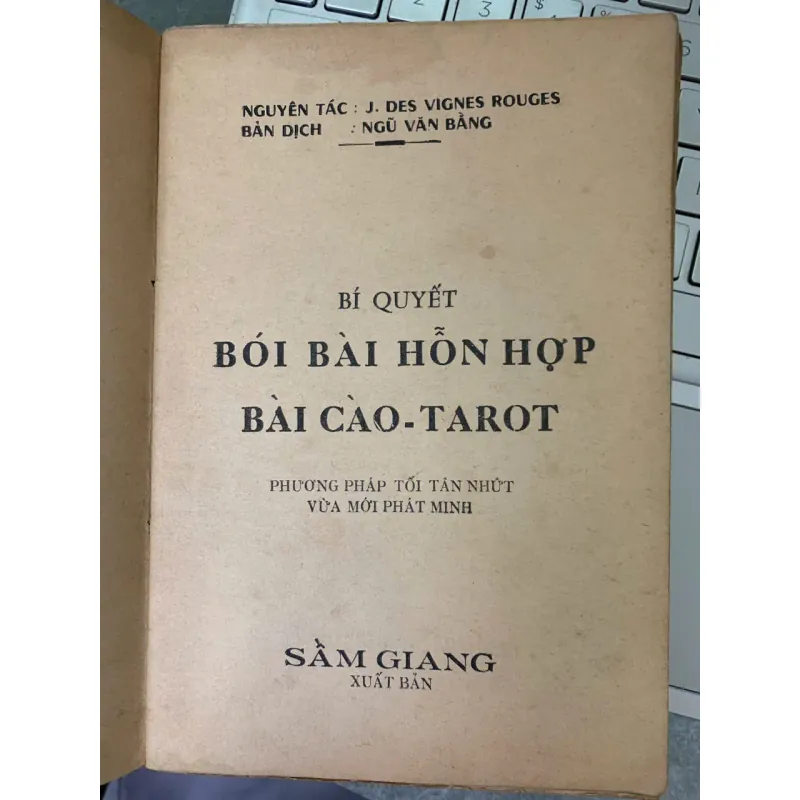 NGUYÊN TÁC : J. DES VIGNES ROUGES
BẢN DỊCH : NGŨ VĂN BẰNG
BÍ QUYẾT
BÓI BÀI HỖN HỢP
BÀI CÀO-TAROT
PHƯƠNG PHÁP TỐI TÂN NHỨT
VỪA MỚI PHÁT MINH
SẦM GIANG
XUẤT BẢN